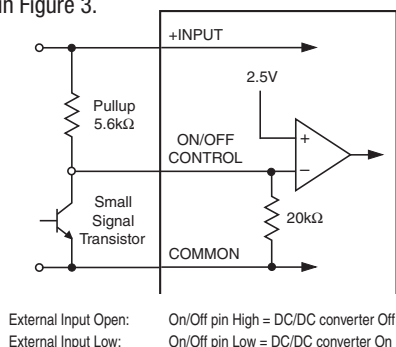 in Figure 3.
+INPUT
2.5V
Pullup
5.6kΩ
ON/OFF
CONTROL
+
–
Small
Signal
Transistor
20kΩ
COMMON
External Input Open: On/Off pin High = DC/DC converter Off
External Input Low: On/Off pin Low = DC/DC converter On